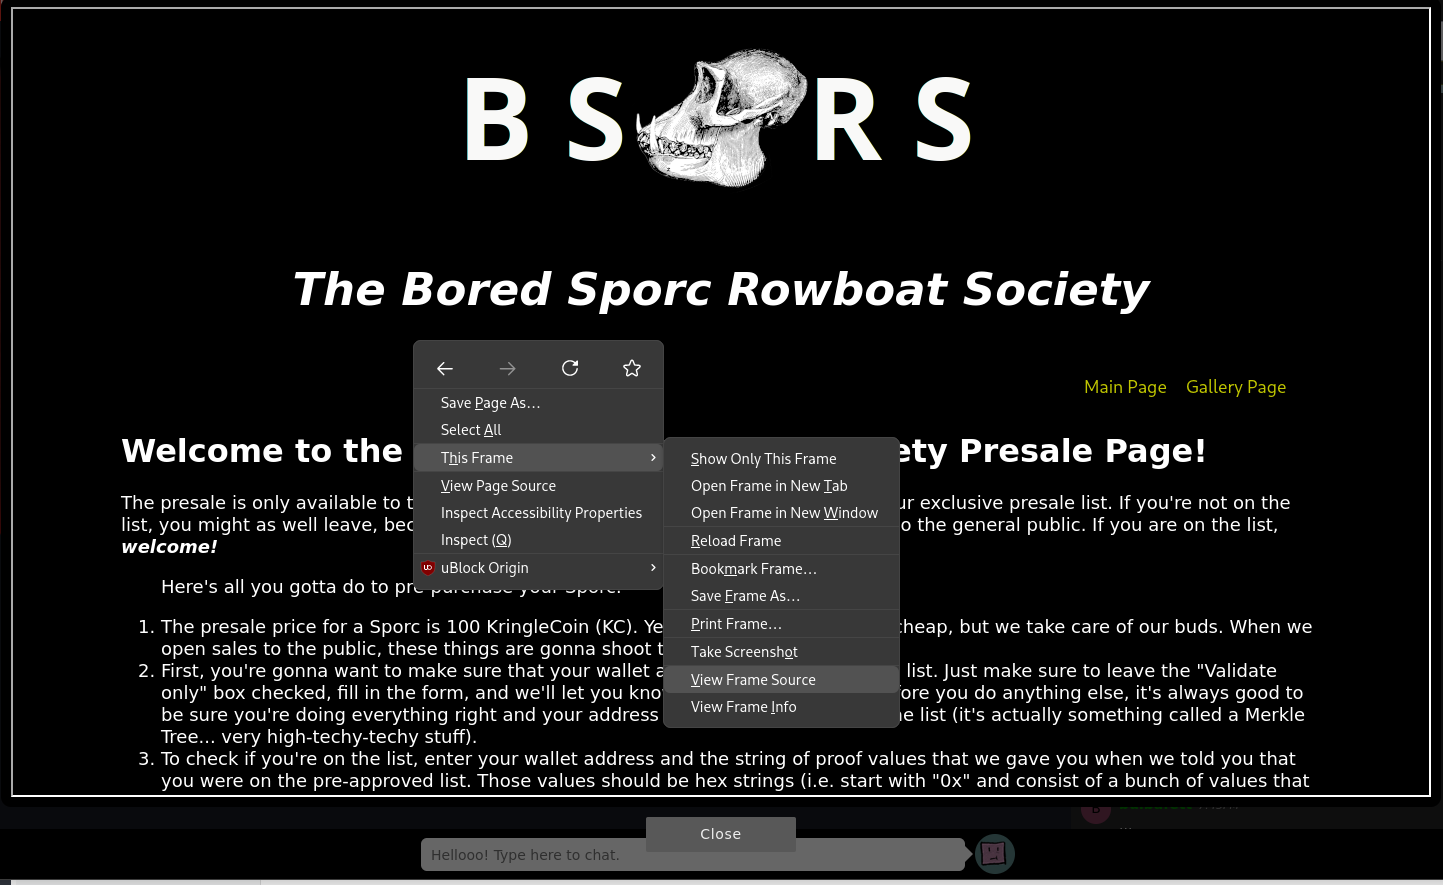 B S R S
The Bored Sporc Rowboat Society
Main Page Gallery Page
Save Page As…
Select All
This Frame
View Page Source
Inspect Accessibility Properties
Inspect (Q)
uBlock Origin
Show Only This Frame
Open Frame in New Tab
Open Frame in New Window
Reload Frame
Bookmark Frame…
Save Frame As…
Print Frame…
Take Screenshot
View Frame Source
View Frame Info
Welcome to the ety Presale Page!
The presale is only available to ur exclusive presale list. If you're not on the
list, you might as well leave, bec o the general public. If you are on the list,
welcome!
Here's all you gotta do to pre-purchase your Sporc.
1. The presale price for a Sporc is 100 KringleCoin (KC). Ye cheap, but we take care of our buds. When we
open sales to the public, these things are gonna shoot t
2. First, you're gonna want to make sure that your wallet a list. Just make sure to leave the "Validate
only" box checked, fill in the form, and we'll let you kno fore you do anything else, it's always good to
be sure you're doing everything right and your address he list (it's actually something called a Merkle
Tree... very high-techy-techy stuff).
3. To check if you're on the list, enter your wallet address and the string of proof values that we gave you when we told you that
you were on the pre-approved list. Those values should be hex strings (i.e. start with "0x" and consist of a bunch of values that
Close
Hellooo! Type here to chat.